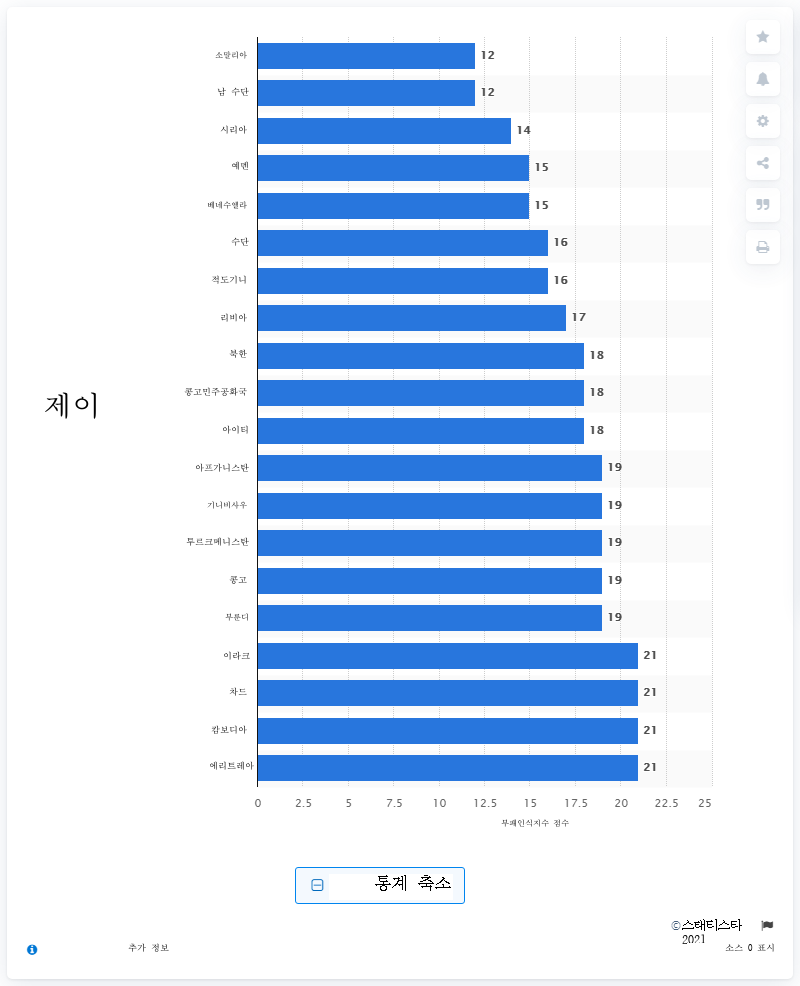 소말리아 12
남 수단 12
시리아 14
예멘 15
베네수엘라 15
수단 16
적도기니 16
리비아 17
북한 18
제이
콩고민주공화국 18
아이티 18
아프가니스탄 19
기니비사우 19
투르크메니스탄 19
콩고 19
부룬디 19
이라크 21
차드 21
캄보디아 21
에리트레아 21
0 2.5 5 7.5 10 12.5 15 17.5 20 22.5 25
부패인식지수 점수
통계 축소
©스태티스타
2021
추가 정보
소스 0 표시